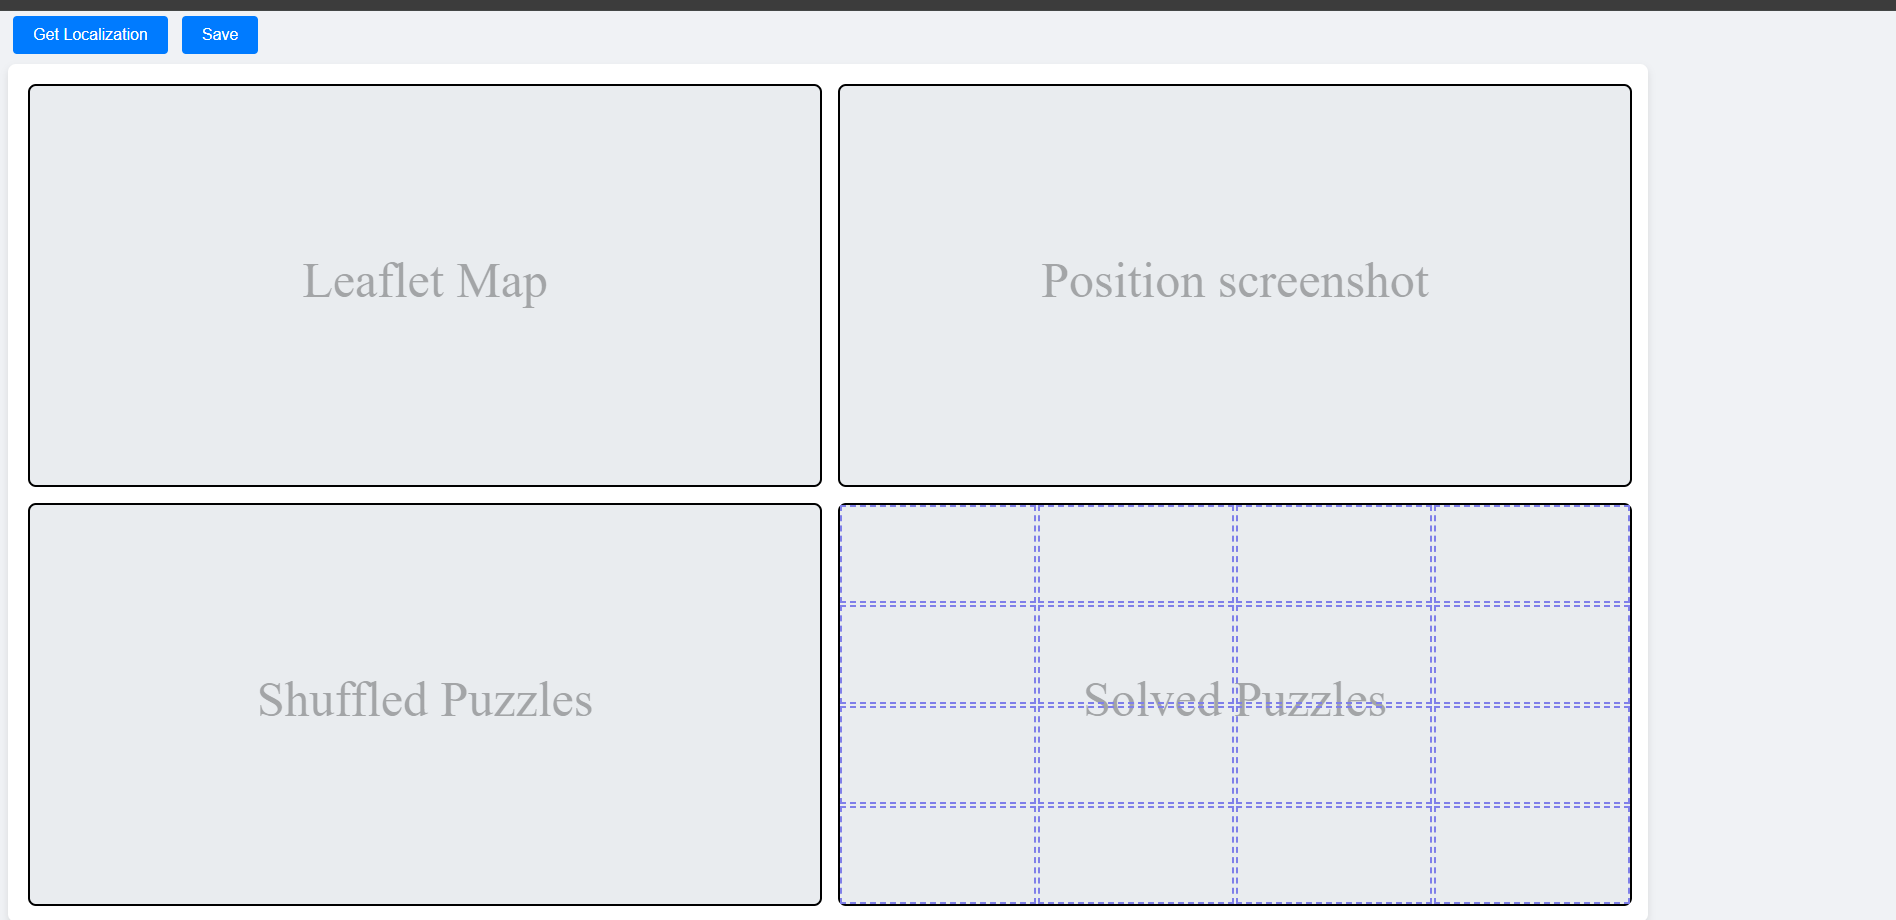 Get Localization
Save
Leaflet Map
Position screenshot
Shuffled Puzzles
Solved Puzzles